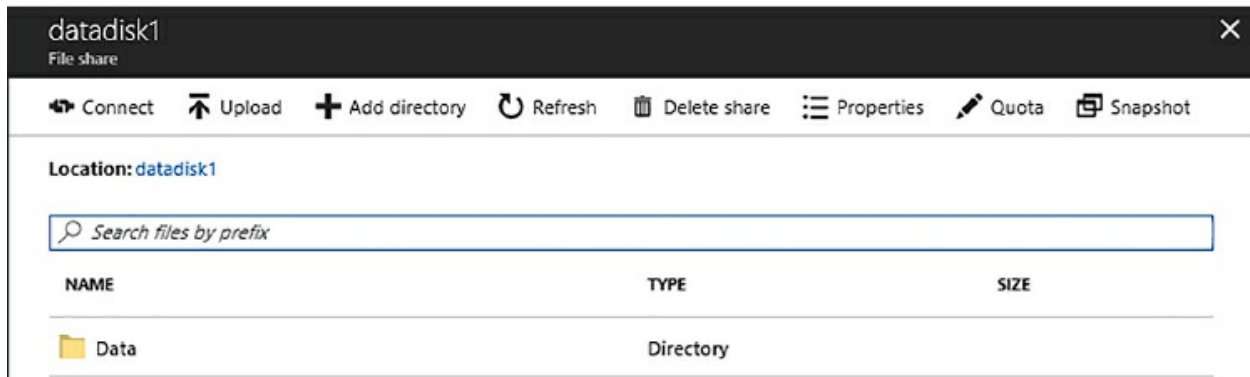 datadisk1
File share
Connect Upload Add directory Refresh Delete share Properties Quota Snapshot
Location: datadisk1
Search files by prefix
NAME TYPE SIZE
Data Directory